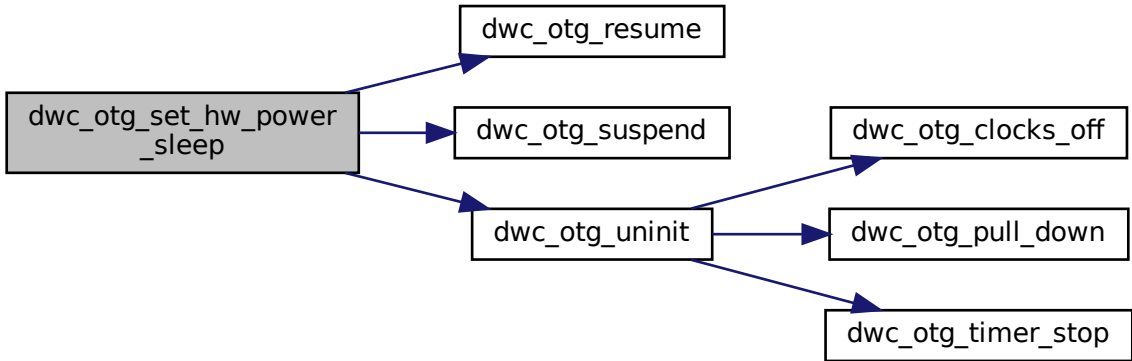 dwc_otg_set_hw_power
_sleep
dwc_otg_resume
dwc_otg_suspend
dwc_otg_uninit
dwc_otg_clocks_off
dwc_otg_pull_down
dwc_otg_timer_stop